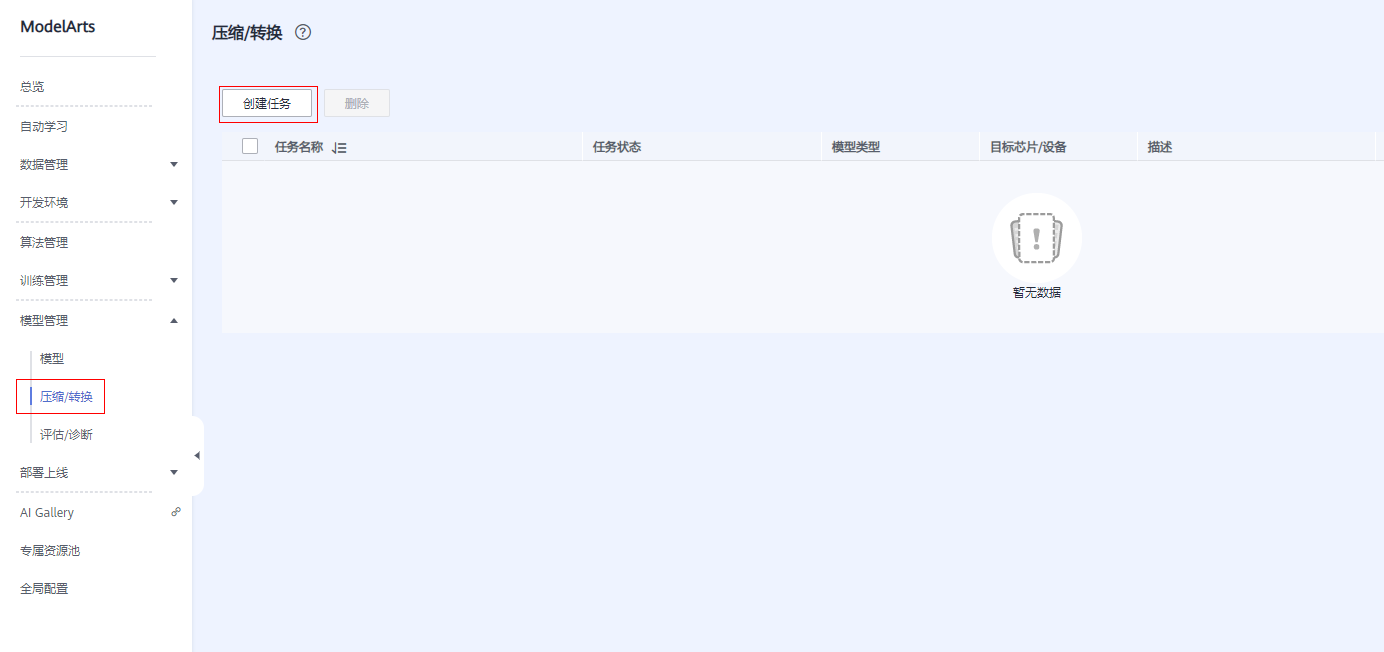 ModelArts
总览
自动学习
数据管理
开发环境
算法管理
训练管理
模型管理
模型
压缩/转换
评估/诊断
部署上线
AI Gallery
专属资源池
全局配置
压缩/转换 ?
创建任务 删除
任务名称 任务状态 模型类型 目标芯片/设备 描述
暂无数据